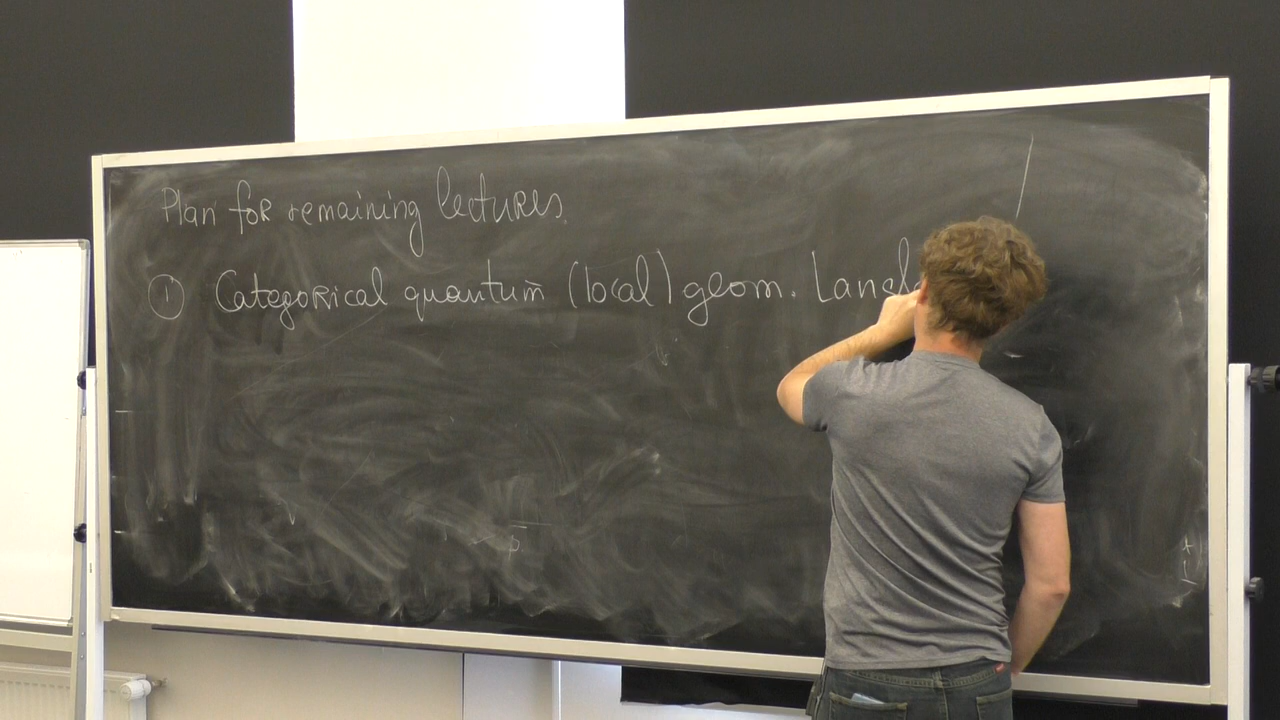 Plan for remaining lectures.
① Categorical quantum (local) geom. Langl